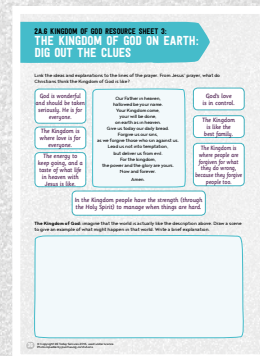 2A.6 KINGDOM OF GOD RESOURCE SHEET 3:
THE KINGDOM OF GOD ON EARTH:
DIG OUT THE CLUES
Link the ideas and explanations to the lines of the prayer. From Jesus' prayer, what do
Christians think the Kingdom of God is like?
God is wonderful
and should be taken
seriously. He is for
everyone.
The Kingdom is
where love is for
everyone.
The energy to
keep going, and a
taste of what life
in heaven with
Jesus is like.
Our Father in heaven,
hallowed be your name.
Your Kingdom come,
your will be done,
on earth as in heaven.
Give us today our daily bread.
Forgive us our sins,
as we forgive those who sin against us.
Lead us not into temptation,
but deliver us from evil.
For the kingdom,
the power and the glory are yours.
Now and forever.
Amen.
God's love
is in control.
The Kingdom
is like the
best family.
The Kingdom is
where people are
forgiven for what
they do wrong,
because they forgive
people too.
In the Kingdom people have the strength (through
the Holy Spirit) to manage when things are hard.
The Kingdom of God: imagine that the world is actually like the description above. Draw a scene
to give an example of what might happen in that world. Write a brief explanation.